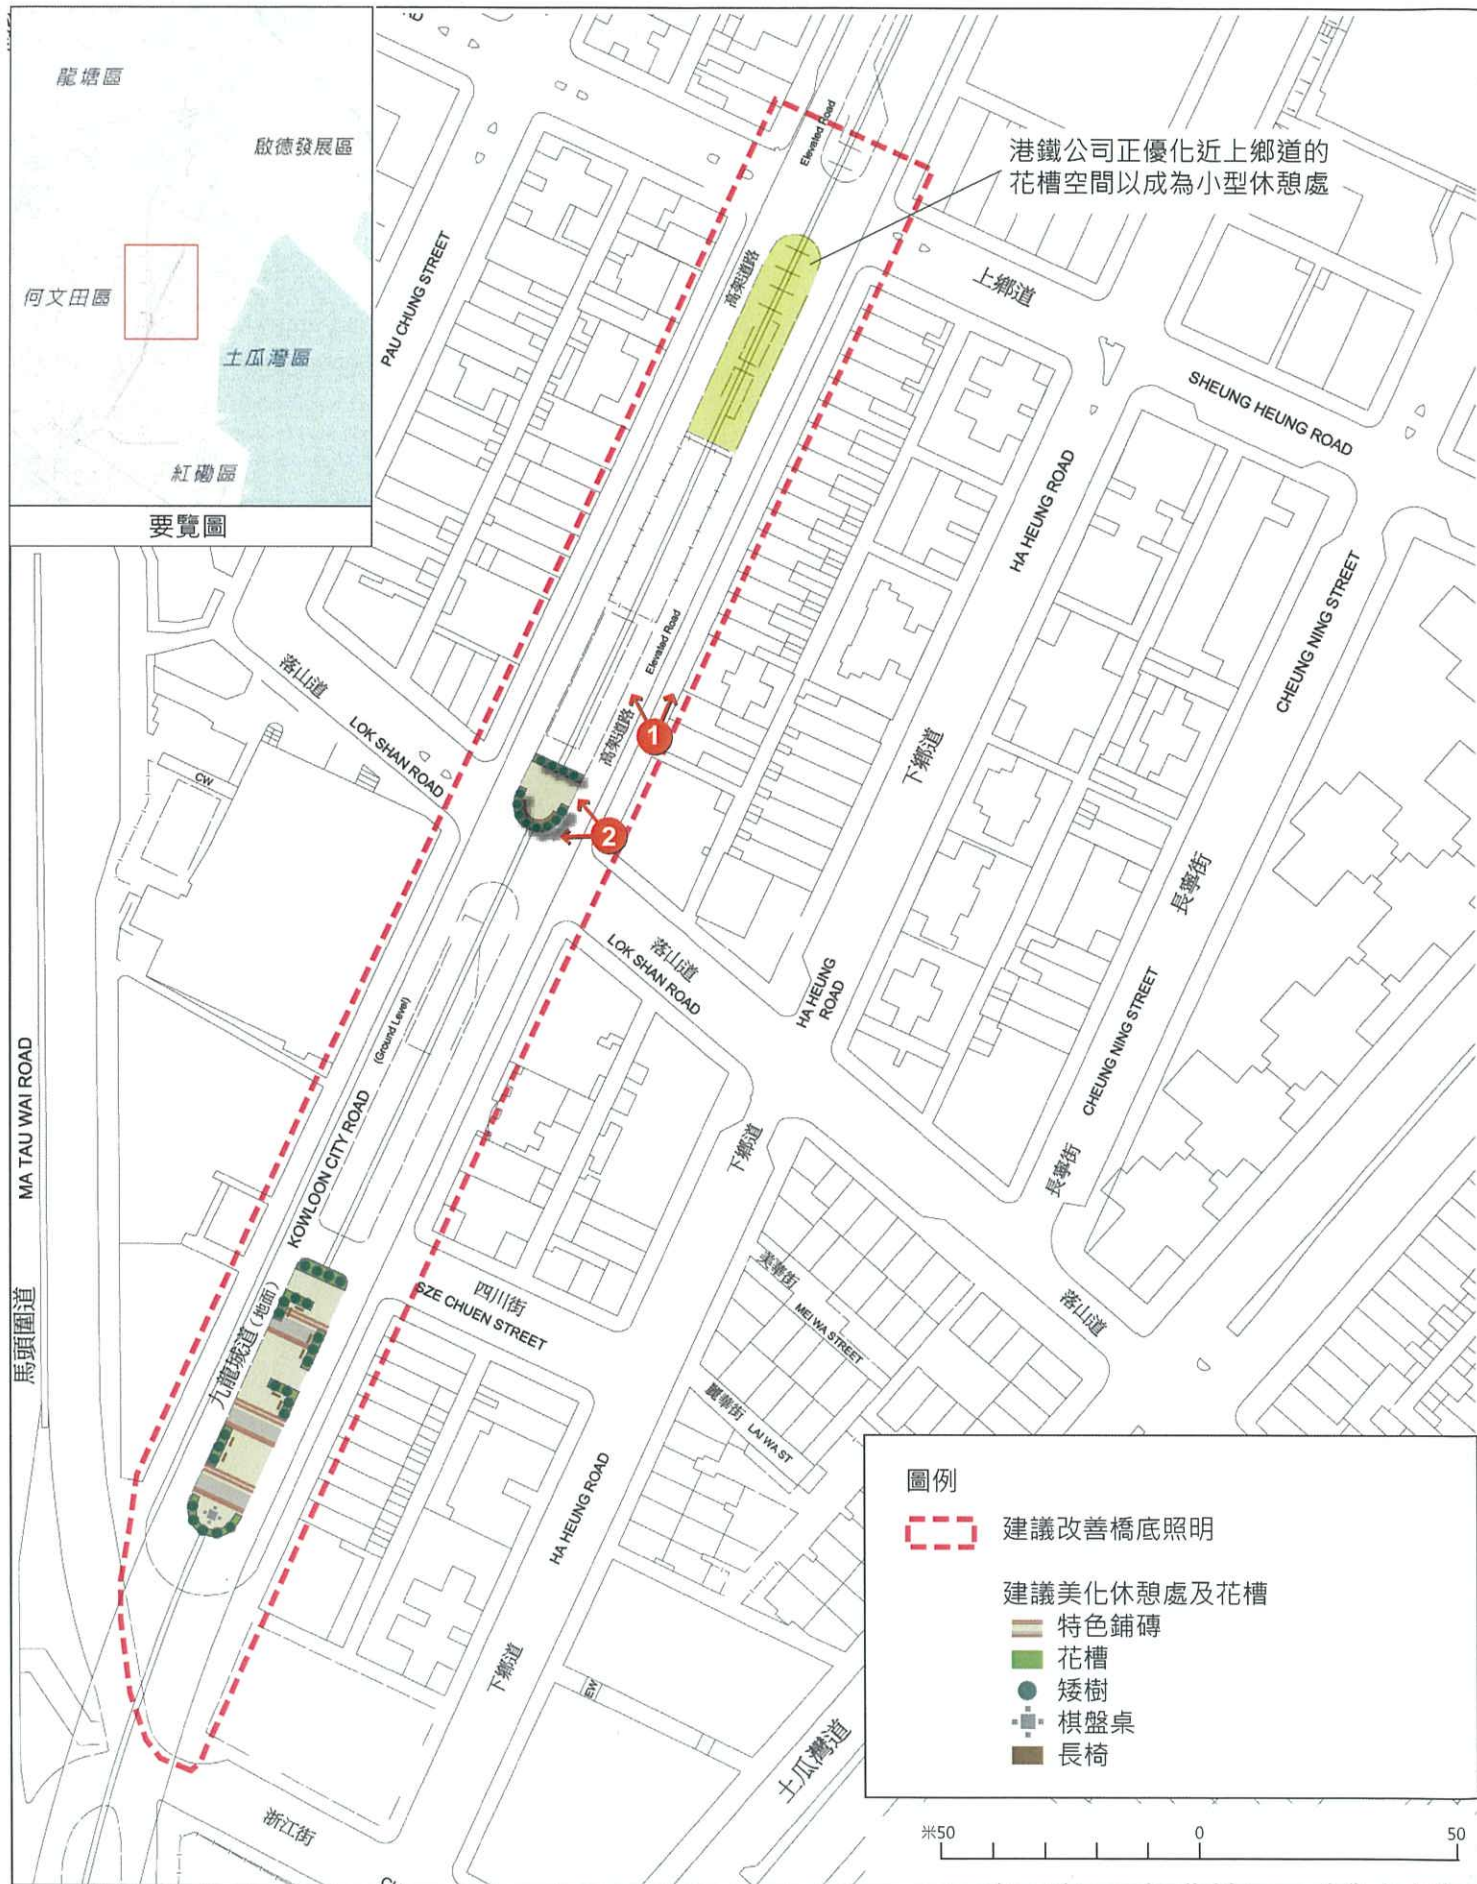 龍塘區
啟德發展區
何文田區
土瓜灣區
紅磡區
要覽圖
Elevated Road
港鐵公司正優化近上鄉道的
花槽空間以成為小型休憩處
PAU CHUNG STREET
高架道路
上鄉道
SHEUNG HEUNG ROAD
HA HEUNG ROAD
CHEUNG NING STREET
Elevated Road
落山道
LOK SHAN ROAD
高架道路
1
下鄉道
CW
2
長寧街
落山道
LOK SHAN ROAD
HA HEUNG
ROAD
(Ground Level)
CHEUNG NING STREET
MA TAU WAI ROAD
KOWLOON CITY ROAD
下鄉道
長寧街
美華街
MEI WA STREET
落山道
四川街
SZE CHUEN STREET
九龍城道(地面)
馬頭圍道
麗華街 LAI WA ST
HA HEUNG ROAD
下鄉道
EW
土瓜灣道
浙江街
圖例
建議改善橋底照明
建議美化休憩處及花槽
特色鋪磚
花槽
矮樹
棋盤桌
長椅
米50 0 50